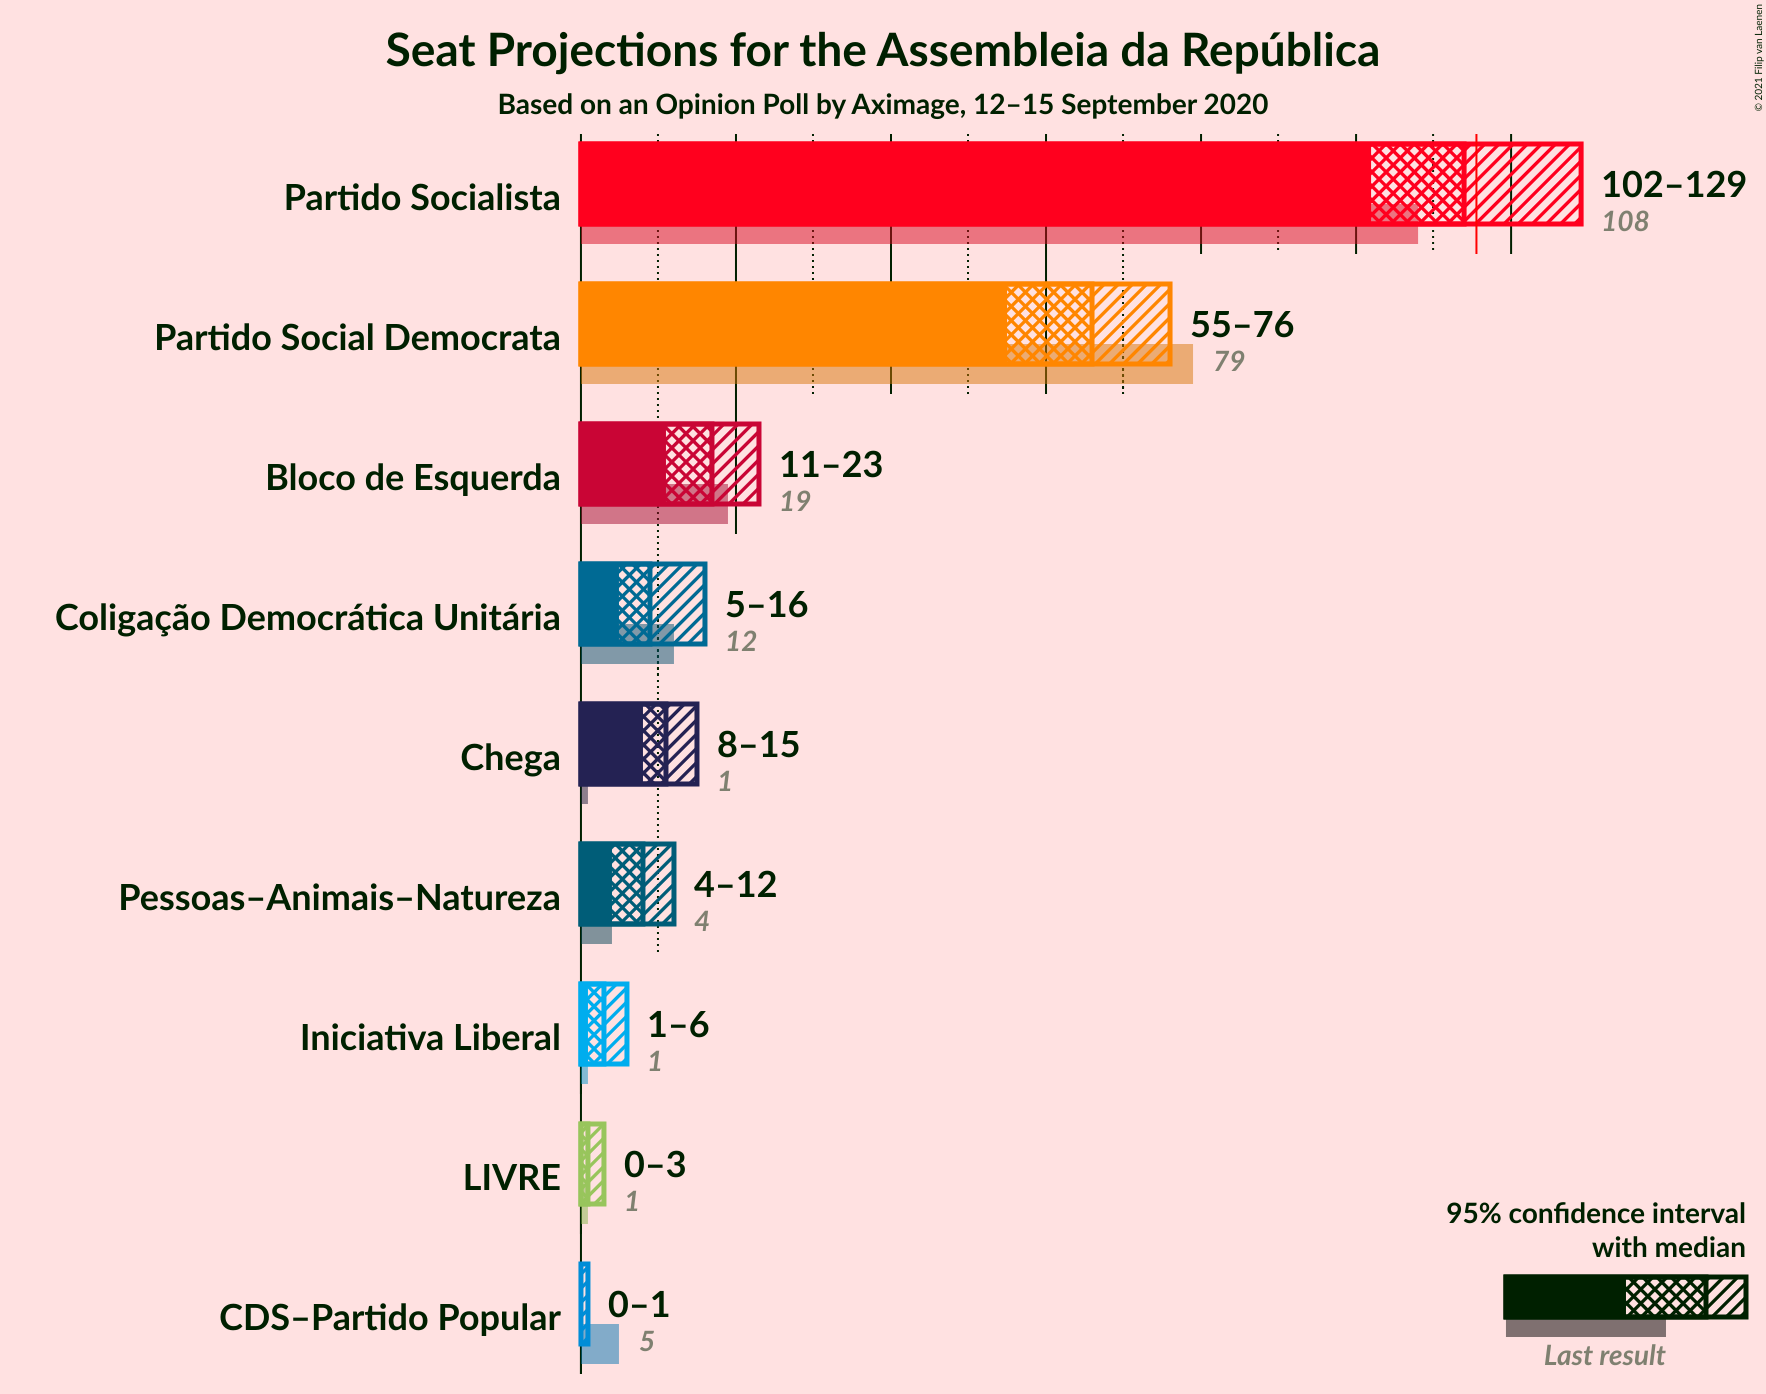 Seat Projections for the Assembleia da República
Based on an Opinion Poll by Aximage, 12–15 September 2020
© 2021 Filip van Laenen
Partido Socialista
102–129
108
Partido Social Democrata
55–76
79
Bloco de Esquerda
11–23
19
Coligação Democrática Unitária
5–16
12
Chega
8–15
1
Pessoas–Animais–Natureza
4–12
4
Iniciativa Liberal
1–6
1
LIVRE
0–3
1
CDS–Partido Popular
0–1
5
95% confidence interval
with median
Last result